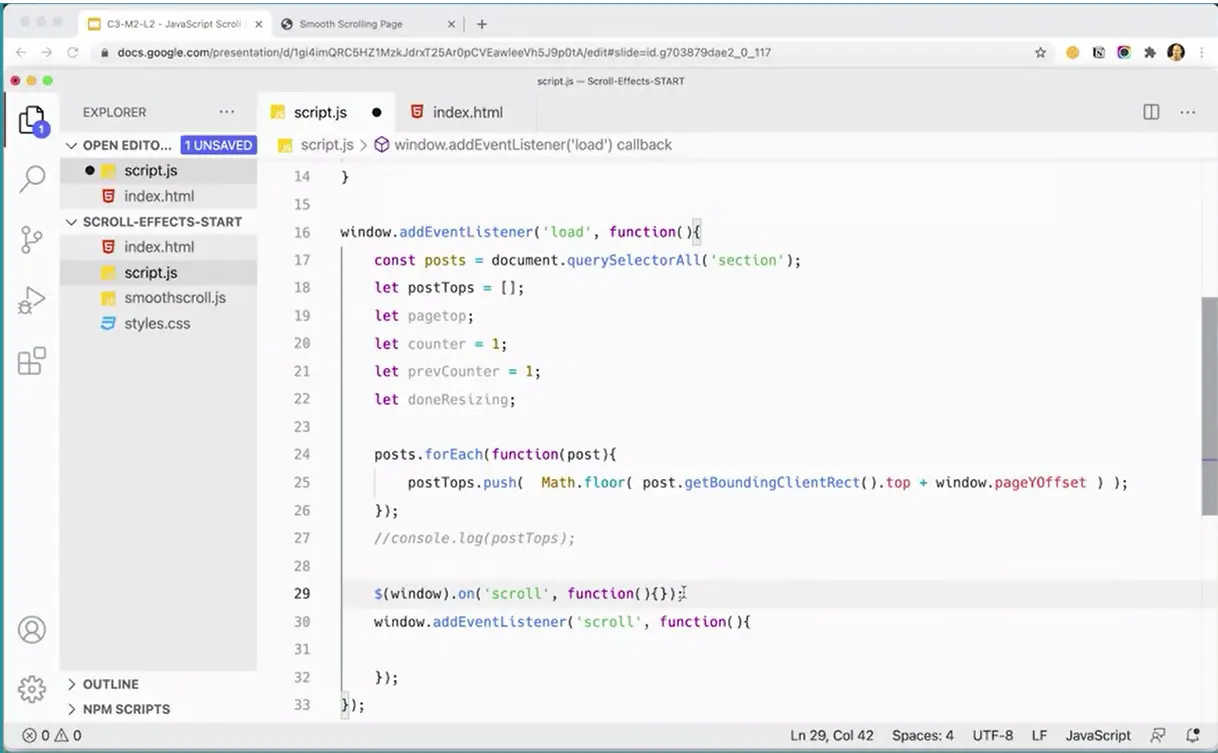 C3-M2-L2 - JavaScript Scroll
Smooth Scrolling Page
docs.google.com/presentation/d/1gi4imQRC5HZ1MzkJdrxT25Ar0pCVEawleeVh5J9p0tA/edit#slide=id.g703879dae2_0_117
script.js — Scroll-Effects-START
EXPLORER
script.js
index.html
1
OPEN EDITO... 1 UNSAVED
script.js > window.addEventListener('load') callback
script.js
index.html
SCROLL-EFFECTS-START
index.html
script.js
smoothscroll.js
styles.css
14 }
15
16 window.addEventListener('load', function(){
17 const posts = document.querySelectorAll('section');
18 let postTops = [];
19 let pagetop;
20 let counter = 1;
21 let prevCounter = 1;
22 let doneResizing;
23
24 posts.forEach(function(post){
25 postTops.push( Math.floor( post.getBoundingClientRect().top + window.pageYOffset ) );
26 });
27 //console.log(postTops);
28
29 $(window).on('scroll', function(){});
30 window.addEventListener('scroll', function(){
31
32 });
33 });
OUTLINE
NPM SCRIPTS
0 0
Ln 29, Col 42 Spaces: 4 UTF-8 LF JavaScript